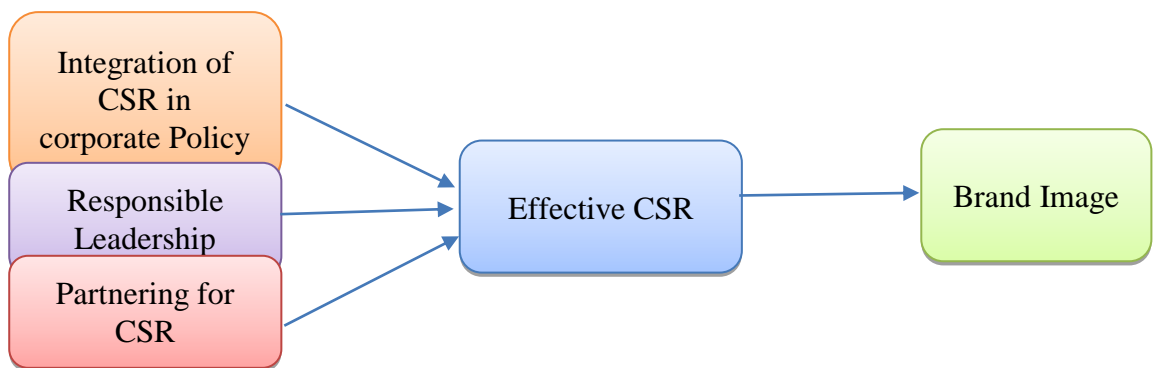 Integration of
CSR in
corporate Policy
Responsible
Leadership
Partnering for
CSR
Effective CSR
Brand Image